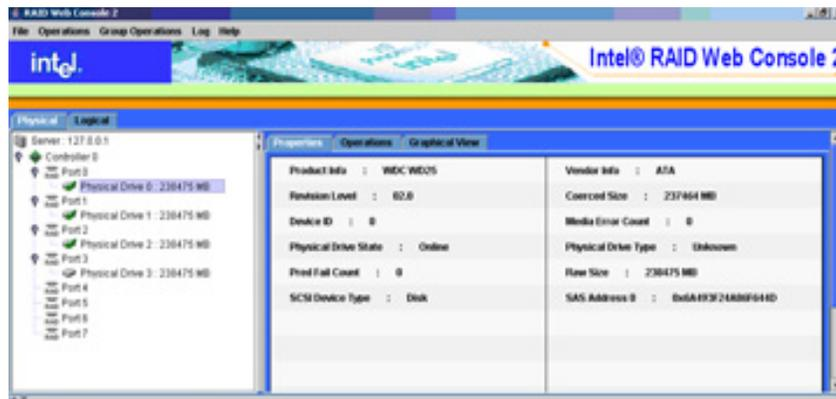 RAID Web Console 2
File Operations Group Operations Log Help
intel.
Intel® RAID Web Console 2
Physical Logical
Server : 127.0.0.1
Controller 0
Port 0
Physical Drive 0 : 238475 MB
Port 1
Physical Drive 1 : 238475 MB
Port 2
Physical Drive 2 : 238475 MB
Port 3
Physical Drive 3 : 238475 MB
Port 4
Port 5
Port 6
Port 7
Properties Operations Graphical View
Product Info : WDC WD25
Vendor Info : ATA
Revision Level : 02.0
Coerced Size : 237464 MB
Device ID : 0
Media Error Count : 0
Physical Drive State : Online
Physical Drive Type : Unknown
Pred Fail Count : 0
Raw Size : 238475 MB
SCSI Device Type : Disk
SAS Address 0 :